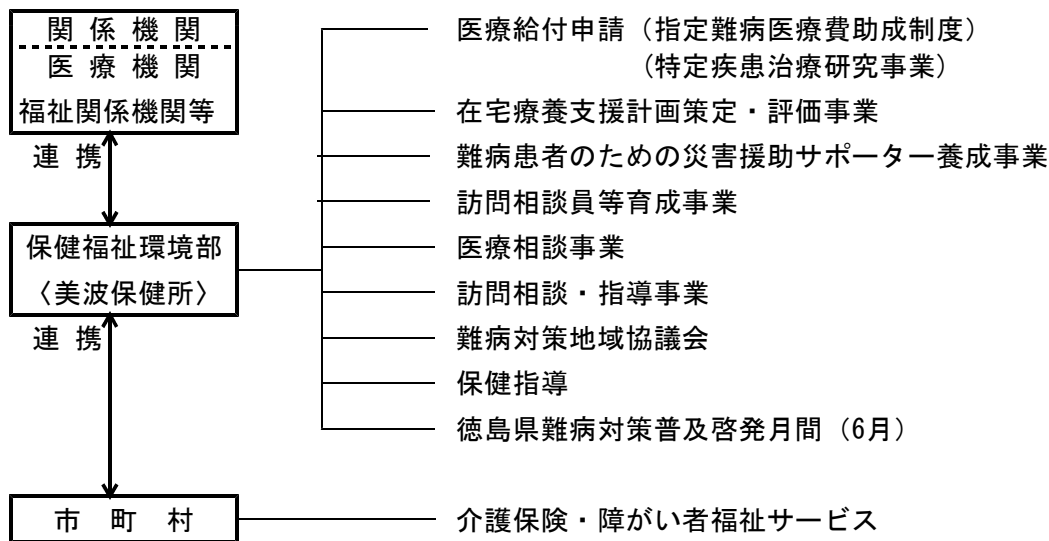 関係機関
医療機関
福祉関係機関等
連携
保健福祉環境部
〈美波保健所〉
連携
市町村
医療給付申請（指定難病医療費助成制度）
（特定疾患治療研究事業）
在宅療養支援計画策定・評価事業
難病患者のための災害援助サポーター養成事業
訪問相談員等育成事業
医療相談事業
訪問相談・指導事業
難病対策地域協議会
保健指導
徳島県難病対策普及啓発月間（6月）
介護保険・障がい者福祉サービス